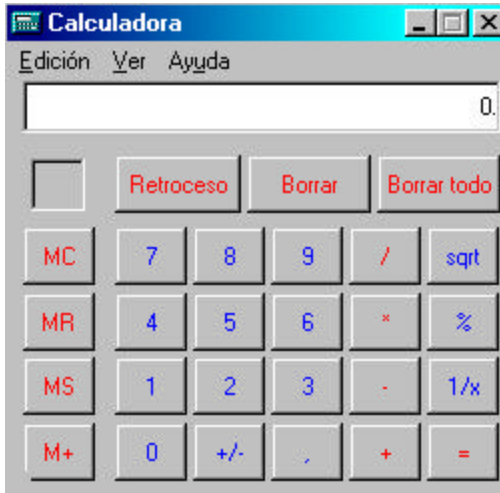 Calculadora
Edición Ver Ayuda
0.
Retroceso Borrar Borrar todo
MC 7 8 9 / sqrt
MR 4 5 6 * %
MS 1 2 3 - 1/x
M+ 0 +/- , + =